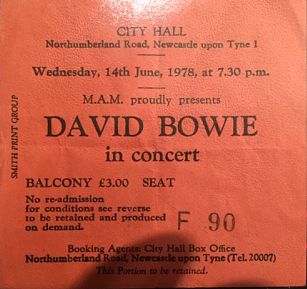 CITY HALL
Northumberland Road, Newcastle upon Tyne 1
Wednesday, 14th June, 1978, at 7.30 p.m.
M.A.M. proudly presents
DAVID BOWIE
in concert
BALCONY £3.00 SEAT
No re-admission
for conditions see reverse
to be retained and produced
on demand.
F 90
Booking Agents: City Hall Box Office
Northumberland Road, Newcastle upon Tyne (Tel. 20007)
This Portion to be retained.
SMITH PRINT GROUP